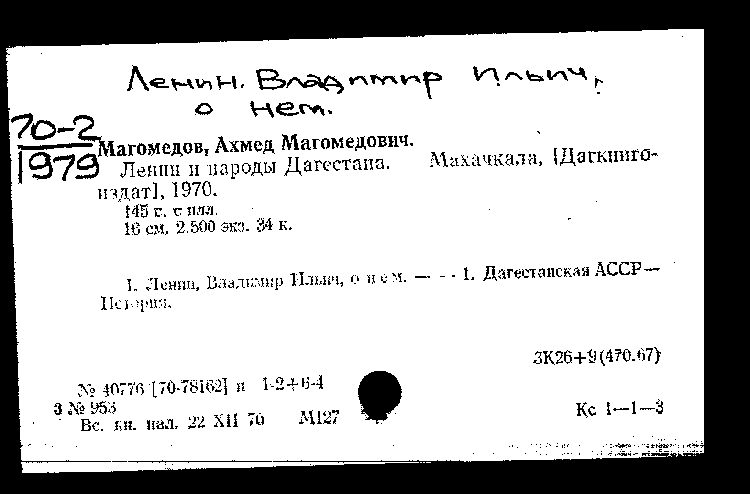 Ленин. Владимир Ильич,
о нем.
70-2
1979
Магомедов, Ахмед Магомедович.
Ленин и народы Дагестана. Махачкала, [Дагкниго-
издат], 1970.
145 с. с илл.
16 см. 2.500 экз. 34 к.
1. Ленин, Владимир Ильич, о нем. — - - 1. Дагестанская АССР —
История.
3К26+9(470.67)
№ 40776 [70-78162] п 1-2+6-4
3 № 953
Вс. кн. пал. 22 XII 70 М127
Кс 1—1—3